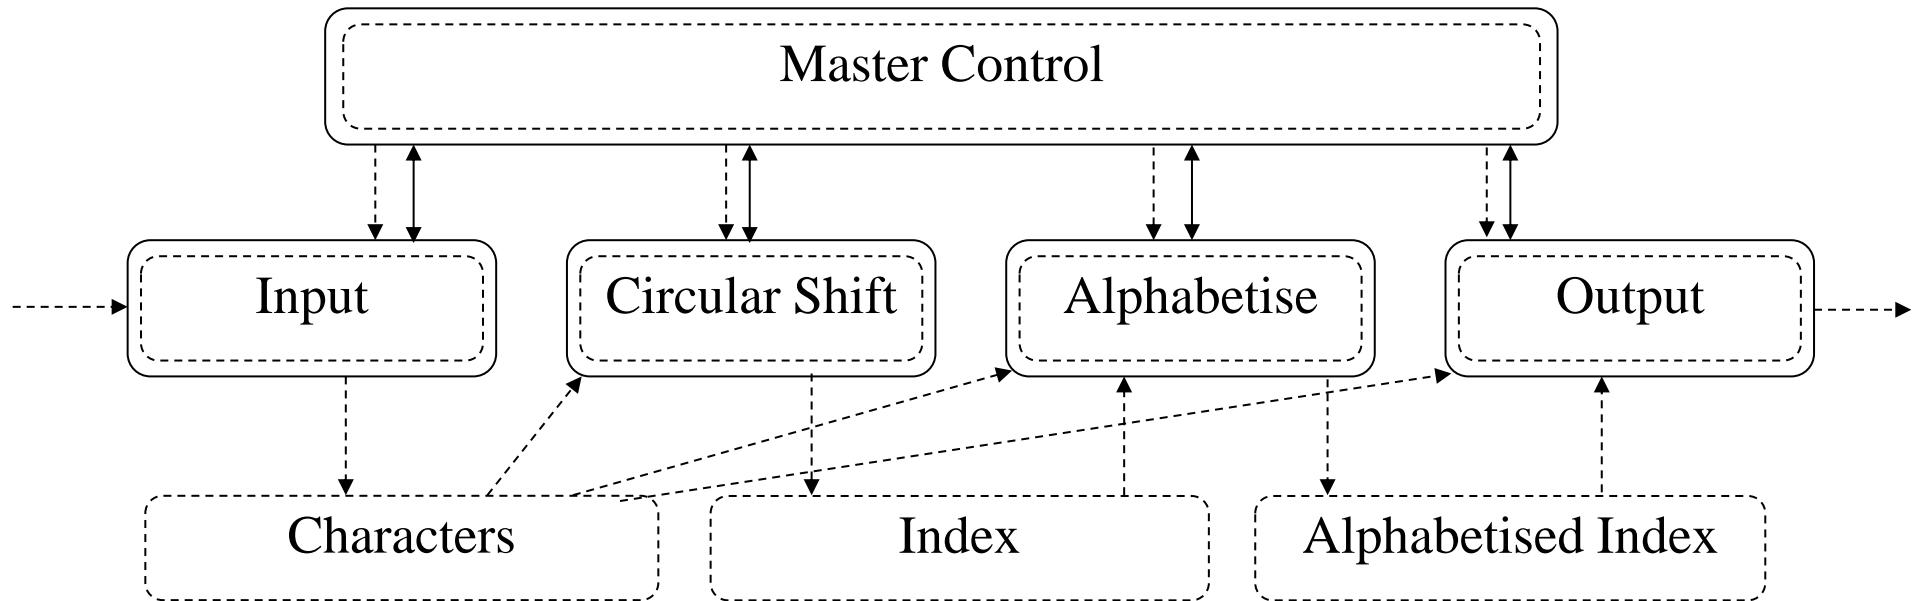 Master Control
Input
Circular Shift
Alphabetise
Output
Characters
Index
Alphabetised Index